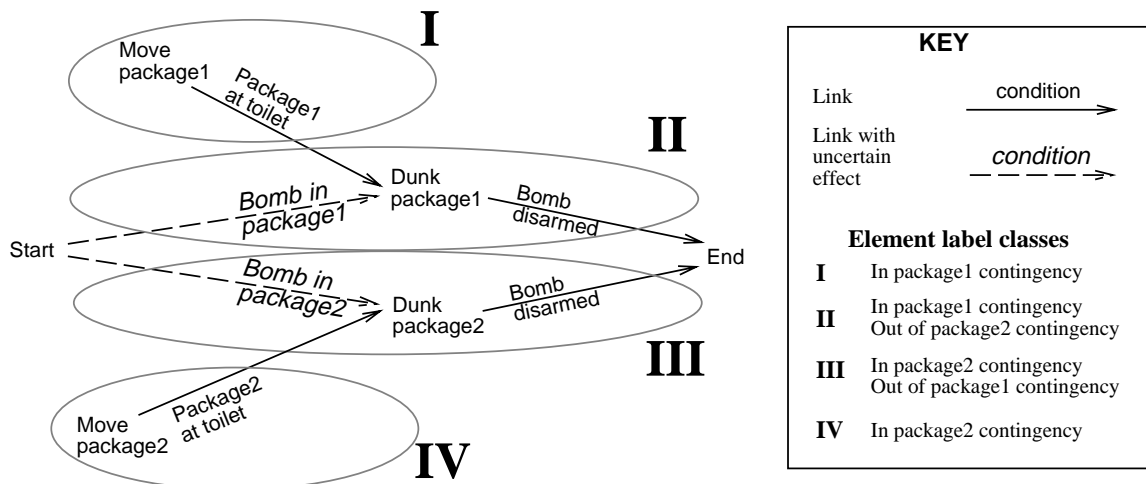 I
Move
package1
Package1
at toilet
II
Dunk
package1
Bomb in
package1
Bomb
disarmed
Start
End
Bomb in
package2
Dunk
package2
Bomb
disarmed
III
Move
package2
Package2
at toilet
IV
KEY
Link
condition
Link with
uncertain
effect
condition
Element label classes
I In package1 contingency
II In package1 contingency
Out of package2 contingency
III In package2 contingency
Out of package1 contingency
IV In package2 contingency